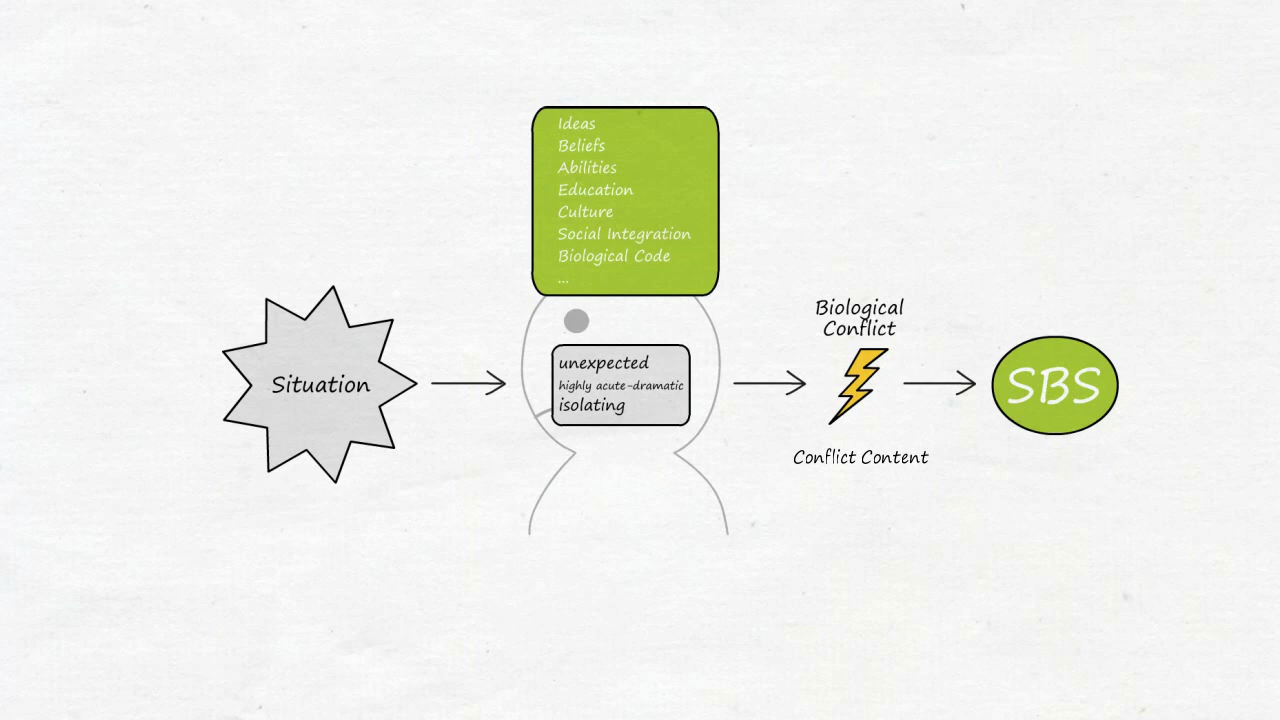 Ideas
Beliefs
Abilities
Education
Culture
Social Integration
Biological Code
...
Situation
unexpected
highly acute-dramatic
isolating
Biological
Conflict
Conflict Content
SBS